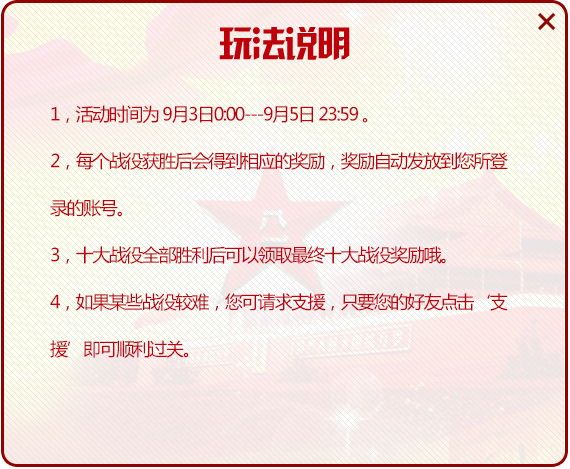 玩法说明
1，活动时间为 9月3日0:00---9月5日 23:59 。
2，每个战役获胜后会得到相应的奖励，奖励自动发放到您所登
录的账号。
3，十大战役全部胜利后可以领取最终十大战役奖励哦。
4，如果某些战役较难，您可请求支援，只要您的好友点击‘支
援’即可顺利过关。
八一